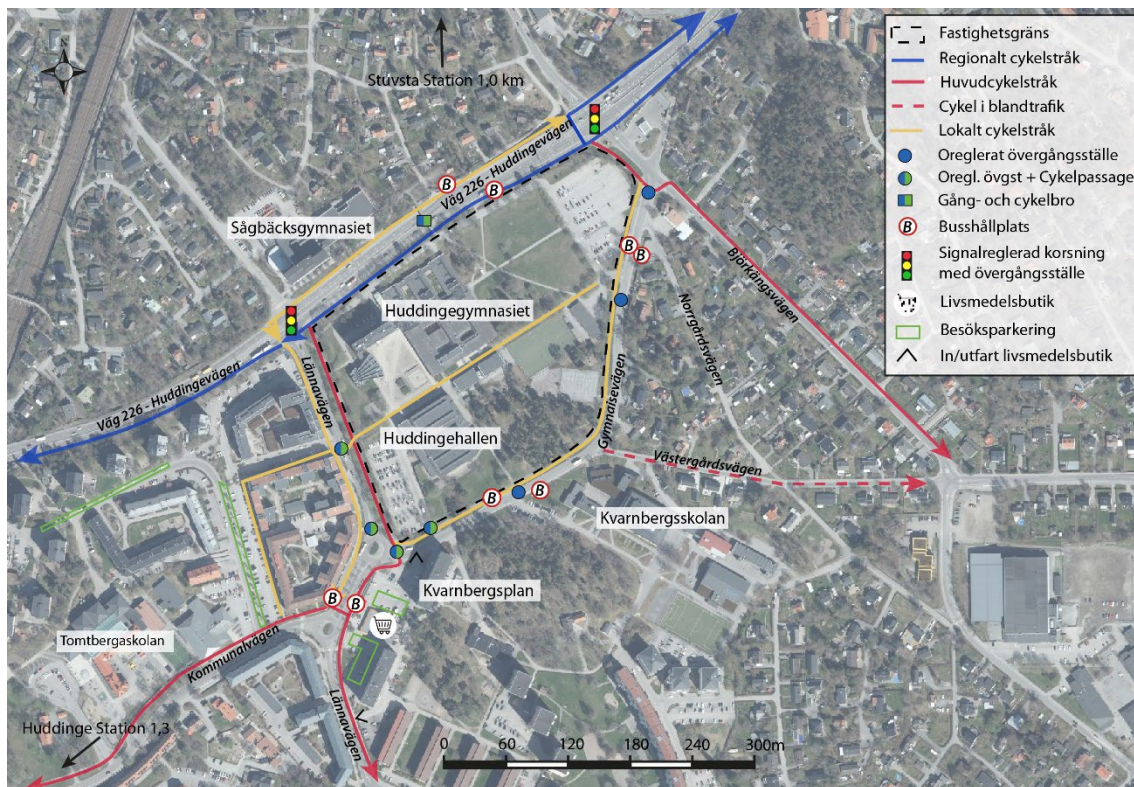 N
Stuvsta Station 1,0 km
Väg 226 - Huddingevägen
Sågbäcksgymnasiet
B
B
Huddingegymnasiet
B
B
Björkängsvägen
Norrgårdsvägen
Lännavägen
Väg 226 - Huddingevägen
Huddingehallen
Gymnasievägen
Västergårdsvägen
B
B
Kvarnbergsskolan
Kvarnbergsplan
B
B
Tomtbergaskolan
Kommunalvägen
Lännavägen
Huddinge Station 1,3
0 60 120 180 240 300m
Fastighetsgräns
Regionalt cykelstråk
Huvudcykelstråk
Cykel i blandtrafik
Lokalt cykelstråk
Oreglerat övergångsställe
Oregl. övgst + Cykelpassage
Gång- och cykelbro
B Busshållplats
Signalreglerad korsning
med övergångsställe
Livsmedelsbutik
Besöksparkering
In/utfart livsmedelsbutik